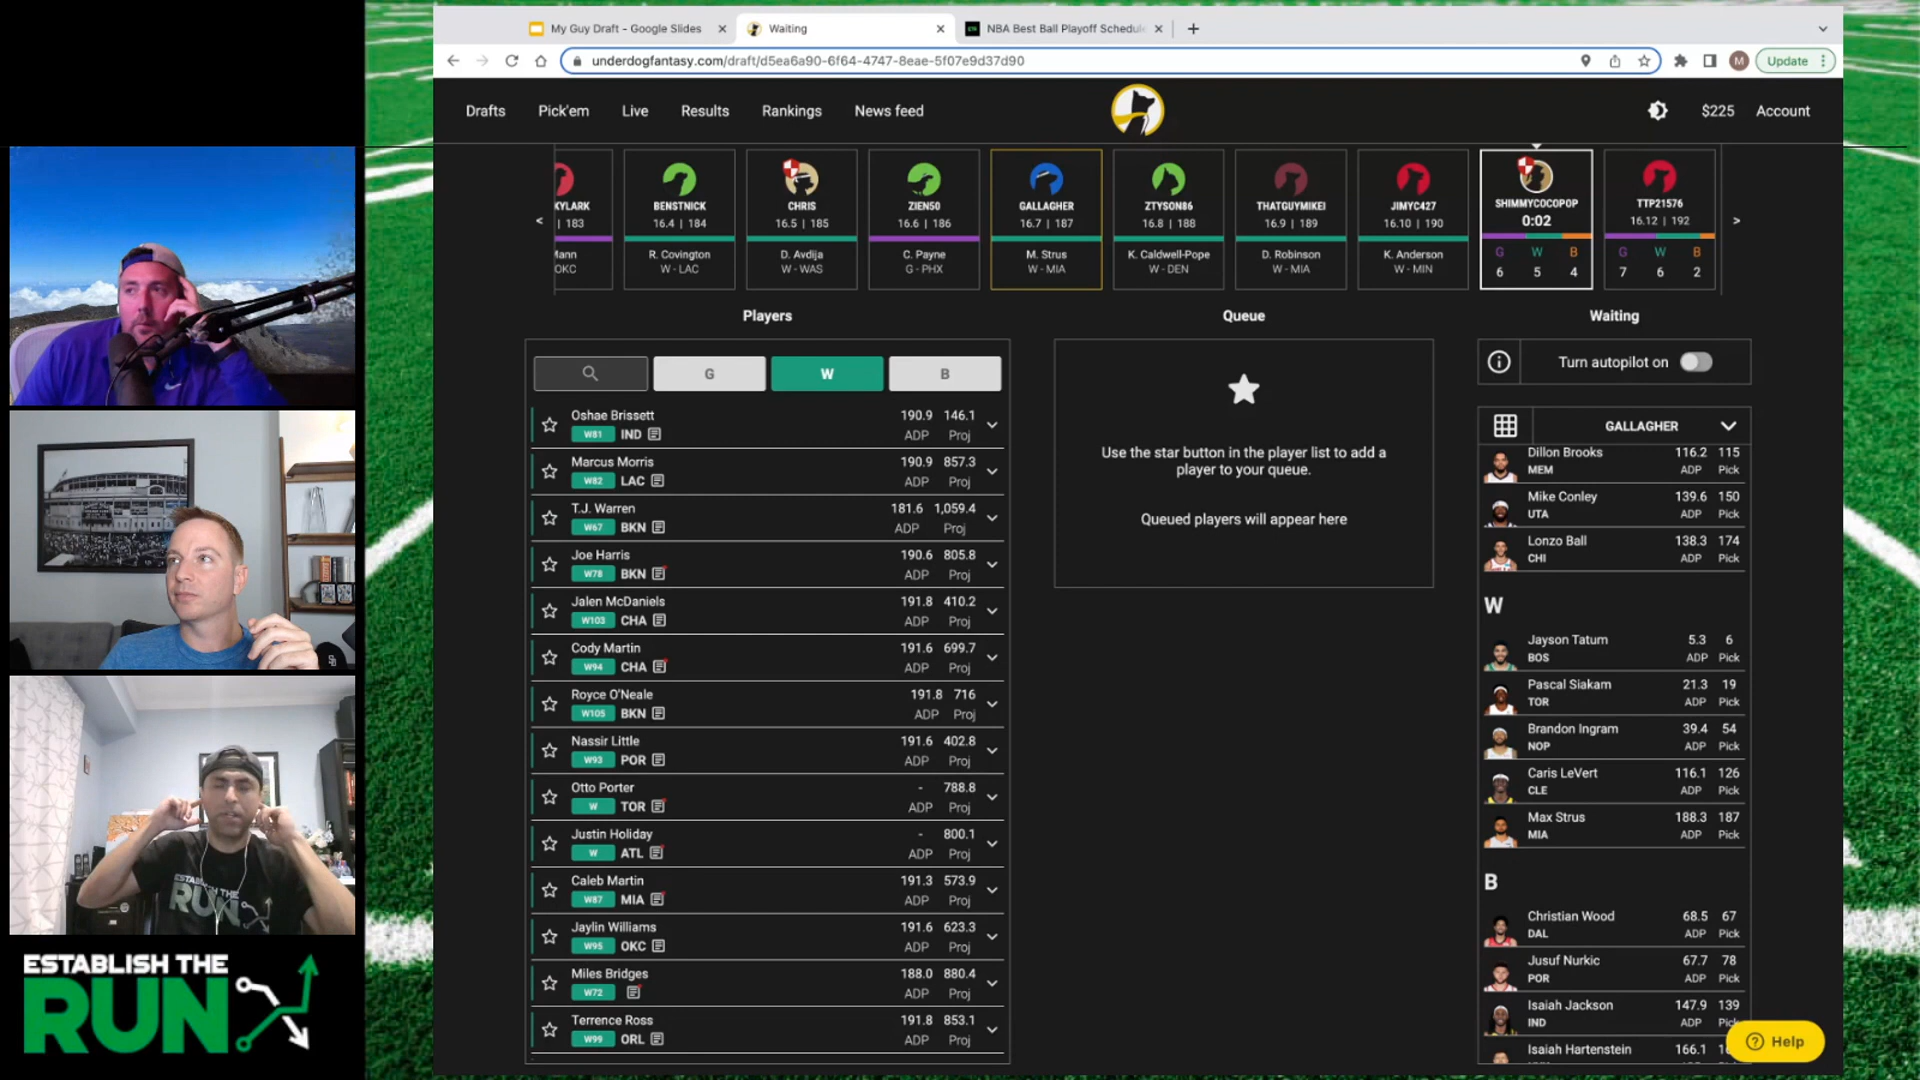 My Guy Draft - Google Slides
Waiting
NBA Best Ball Playoff Schedule
underdogfantasy.com/draft/d5ea6a90-6f64-4747-8eae-5f07e9d37d90
M
Update
Drafts
Pick'em
Live
Results
Rankings
News feed
$225
Account
KYLARK
| 183
Mann
OKC
BENSTNICK
16.4 | 184
R. Covington
W - LAC
CHRIS
16.5 | 185
D. Avdija
W - WAS
ZIEN50
16.6 | 186
C. Payne
G - PHX
GALLAGHER
16.7 | 187
M. Strus
W - MIA
ZTYSON86
16.8 | 188
K. Caldwell-Pope
W - DEN
THATGUYMIKEI
16.9 | 189
D. Robinson
W - MIA
JIMYC427
16.10 | 190
K. Anderson
W - MIN
SHIMMYCOCOPOP
0:02
G W B
6 5 4
TTP21576
16.12 | 192
G W B
7 6 2
Players
G
W
B
Oshae Brissett 190.9 146.1
W81 IND ADP Proj
Marcus Morris 190.9 857.3
W82 LAC ADP Proj
T.J. Warren 181.6 1,059.4
W67 BKN ADP Proj
Joe Harris 190.6 805.8
W78 BKN ADP Proj
Jalen McDaniels 191.8 410.2
W103 CHA ADP Proj
Cody Martin 191.6 699.7
W94 CHA ADP Proj
Royce O'Neale 191.8 716
W105 BKN ADP Proj
Nassir Little 191.6 402.8
W93 POR ADP Proj
Otto Porter - 788.8
W TOR ADP Proj
Justin Holiday - 800.1
W ATL ADP Proj
Caleb Martin 191.3 573.9
W87 MIA ADP Proj
Jaylin Williams 191.6 623.3
W95 OKC ADP Proj
Miles Bridges 188.0 880.4
W72 ADP Proj
Terrence Ross 191.8 853.1
W99 ORL ADP Proj
Queue
Use the star button in the player list to add a
player to your queue.
Queued players will appear here
Waiting
Turn autopilot on
GALLAGHER
Dillon Brooks 116.2 115
MEM ADP Pick
Mike Conley 139.6 150
UTA ADP Pick
Lonzo Ball 138.3 174
CHI ADP Pick
W
Jayson Tatum 5.3 6
BOS ADP Pick
Pascal Siakam 21.3 19
TOR ADP Pick
Brandon Ingram 39.4 54
NOP ADP Pick
Caris LeVert 116.1 126
CLE ADP Pick
Max Strus 188.3 187
MIA ADP Pick
B
Christian Wood 68.5 67
DAL ADP Pick
Jusuf Nurkic 67.7 78
POR ADP Pick
Isaiah Jackson 147.9 139
IND ADP Pick
Isaiah Hartenstein 166.1
Help
ESTABLISH THE
RUN
ESTABLISH THE
RUN